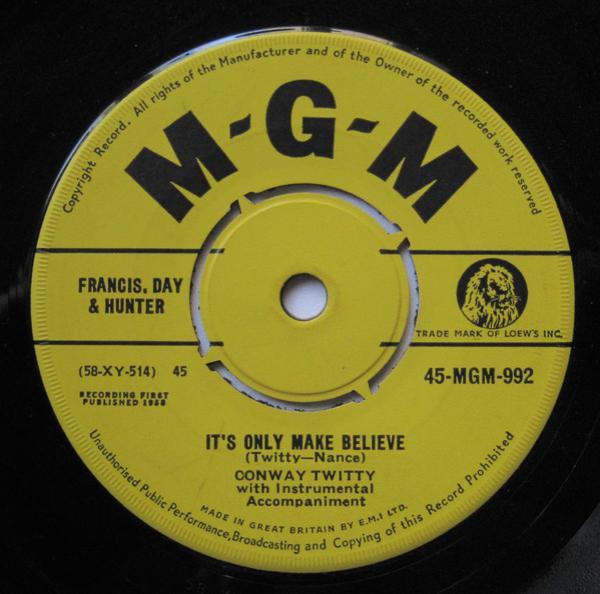 Copyright Record. All rights of the Manufacturer and of the Owner of the recorded work reserved
M-G-M
FRANCIS, DAY
& HUNTER
TRADE MARK OF LOEW'S INC.
(58-XY-514) 45
45-MGM-992
RECORDING FIRST
PUBLISHED 1958
IT'S ONLY MAKE BELIEVE
(Twitty—Nance)
CONWAY TWITTY
with Instrumental
Accompaniment
MADE IN GREAT BRITAIN BY E.M.I LTD.
Unauthorised Public Performance, Broadcasting and Copying of this Record Prohibited